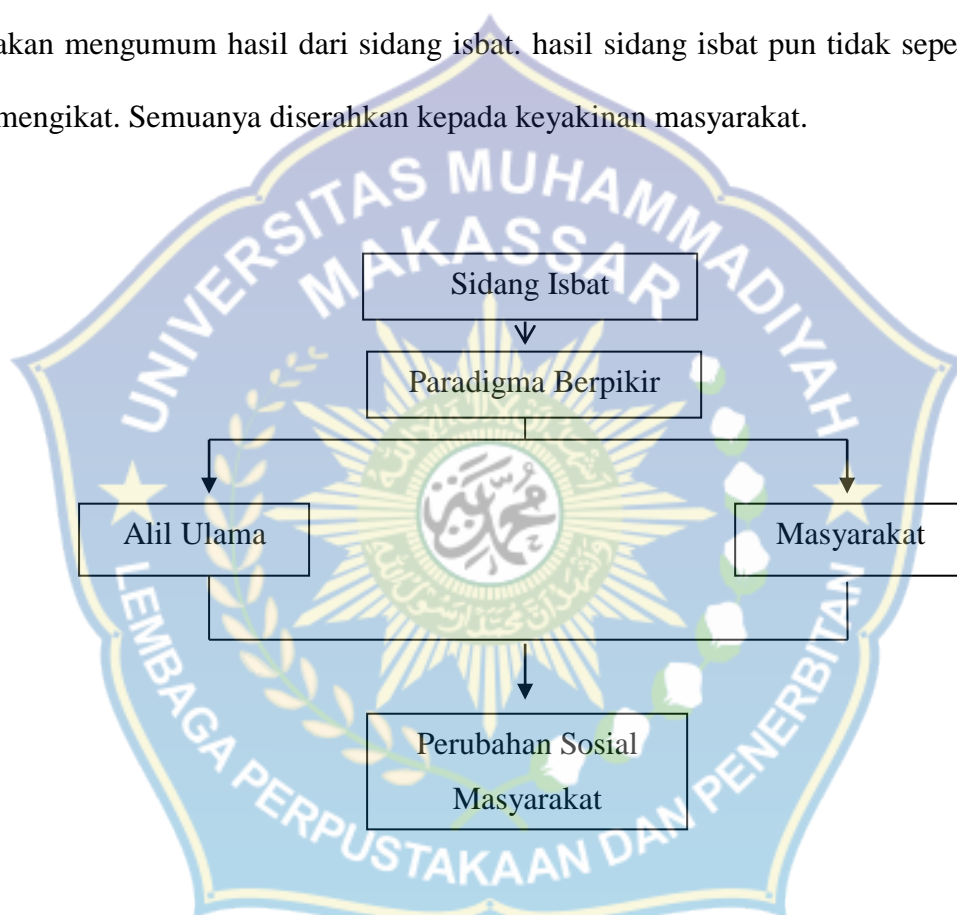 akan mengumum hasil dari sidang isbat. hasil sidang isbat pun tidak sepe
mengikat. Semuanya diserahkan kepada keyakinan masyarakat.
UNIVERSITAS MUHAMMADIYAH
MAKASSAR
Sidang Isbat
Paradigma Berpikir
Alil Ulama
Masyarakat
محمد
Perubahan Sosial
Masyarakat
LEMBAGA PERPUSTAKAAN DAN PENERBITAN